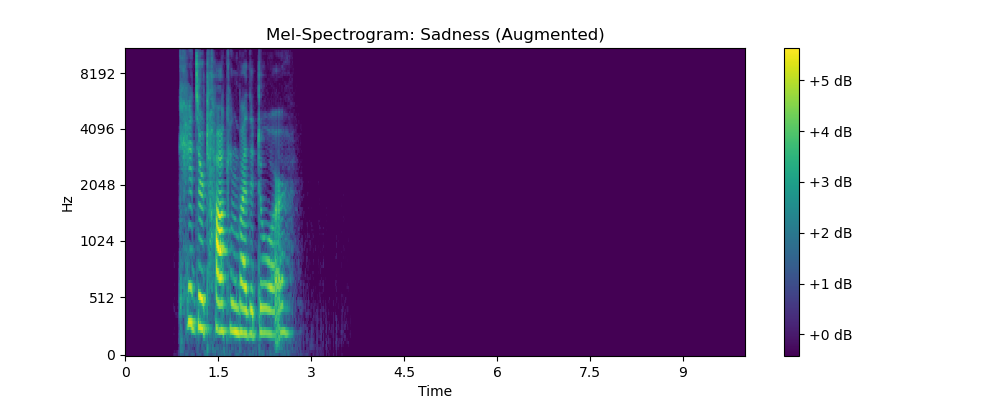 Mel-Spectrogram: Sadness (Augmented)
8192
4096
2048
1024
512
0
Hz
0 1.5 3 4.5 6 7.5 9
Time
+5 dB
+4 dB
+3 dB
+2 dB
+1 dB
+0 dB